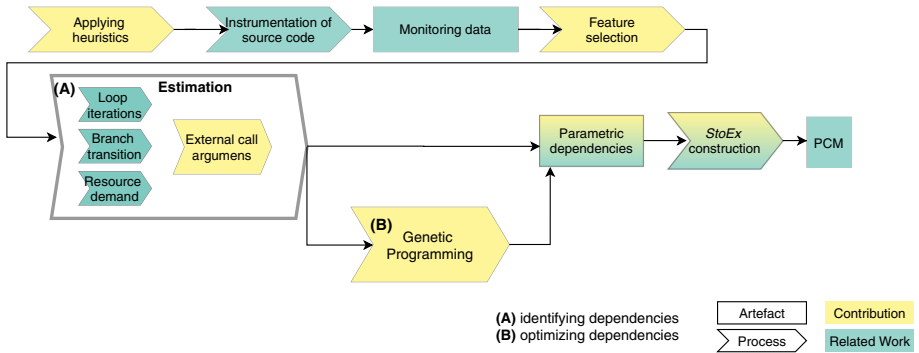 Applying
heuristics
Instrumentation of
source code
Monitoring data
Feature
selection
(A)
Estimation
Loop
iterations
Branch
transition
Resource
demand
External call
argumens
Parametric
dependencies
StoEx
construction
PCM
(B)
Genetic
Programming
(A) identifying dependencies
(B) optimizing dependencies
Artefact
Contribution
Process
Related Work